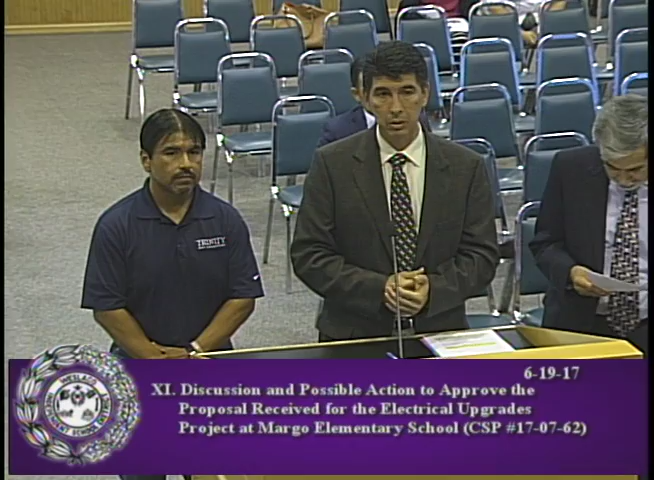 TRINITY
6-19-17
XI. Discussion and Possible Action to Approve the
Proposal Received for the Electrical Upgrades
Project at Margo Elementary School (CSP #17-07-62)